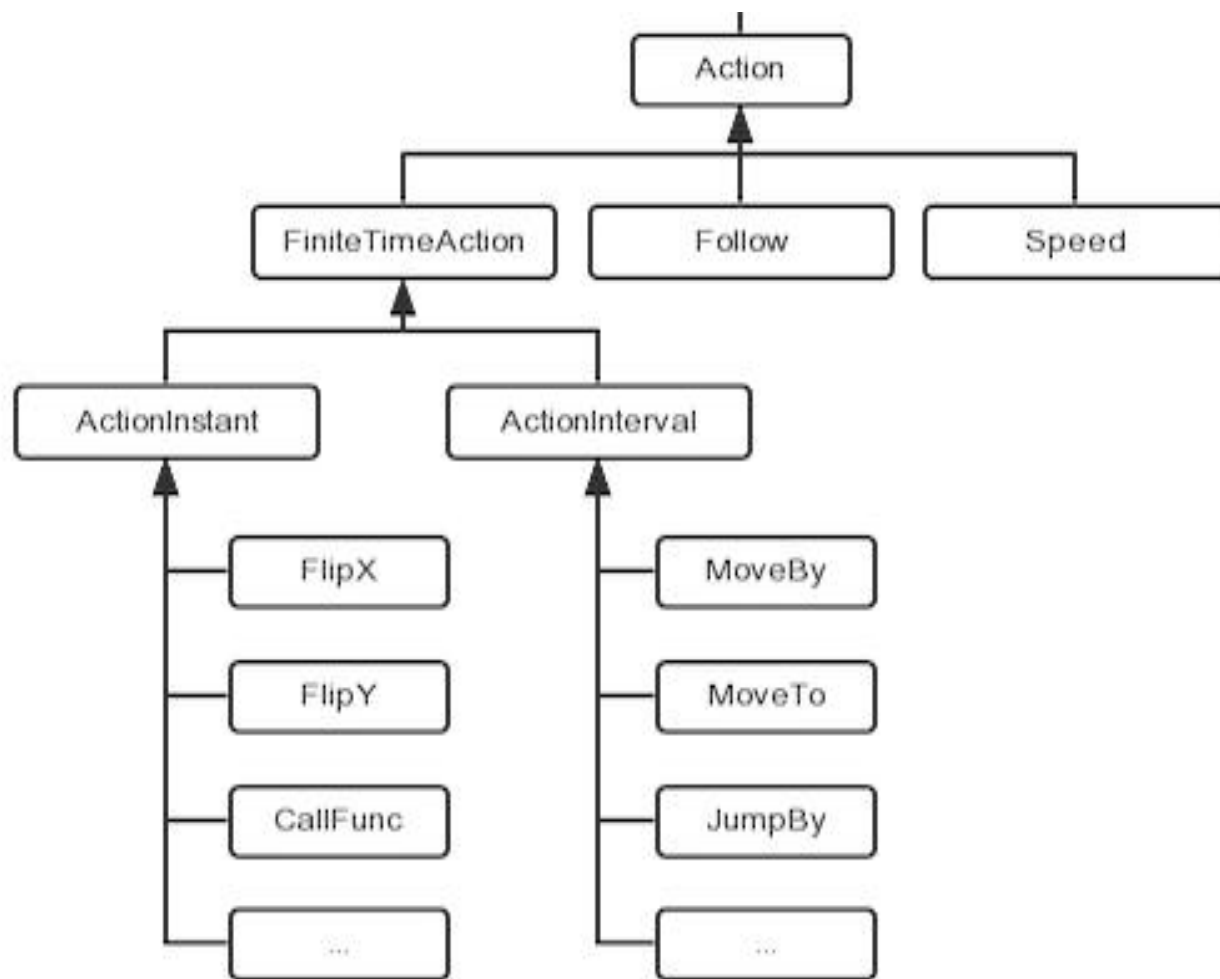 Action
FiniteTimeAction
Follow
Speed
ActionInstant
ActionInterval
FlipX
MoveBy
FlipY
MoveTo
CallFunc
JumpBy
...
...